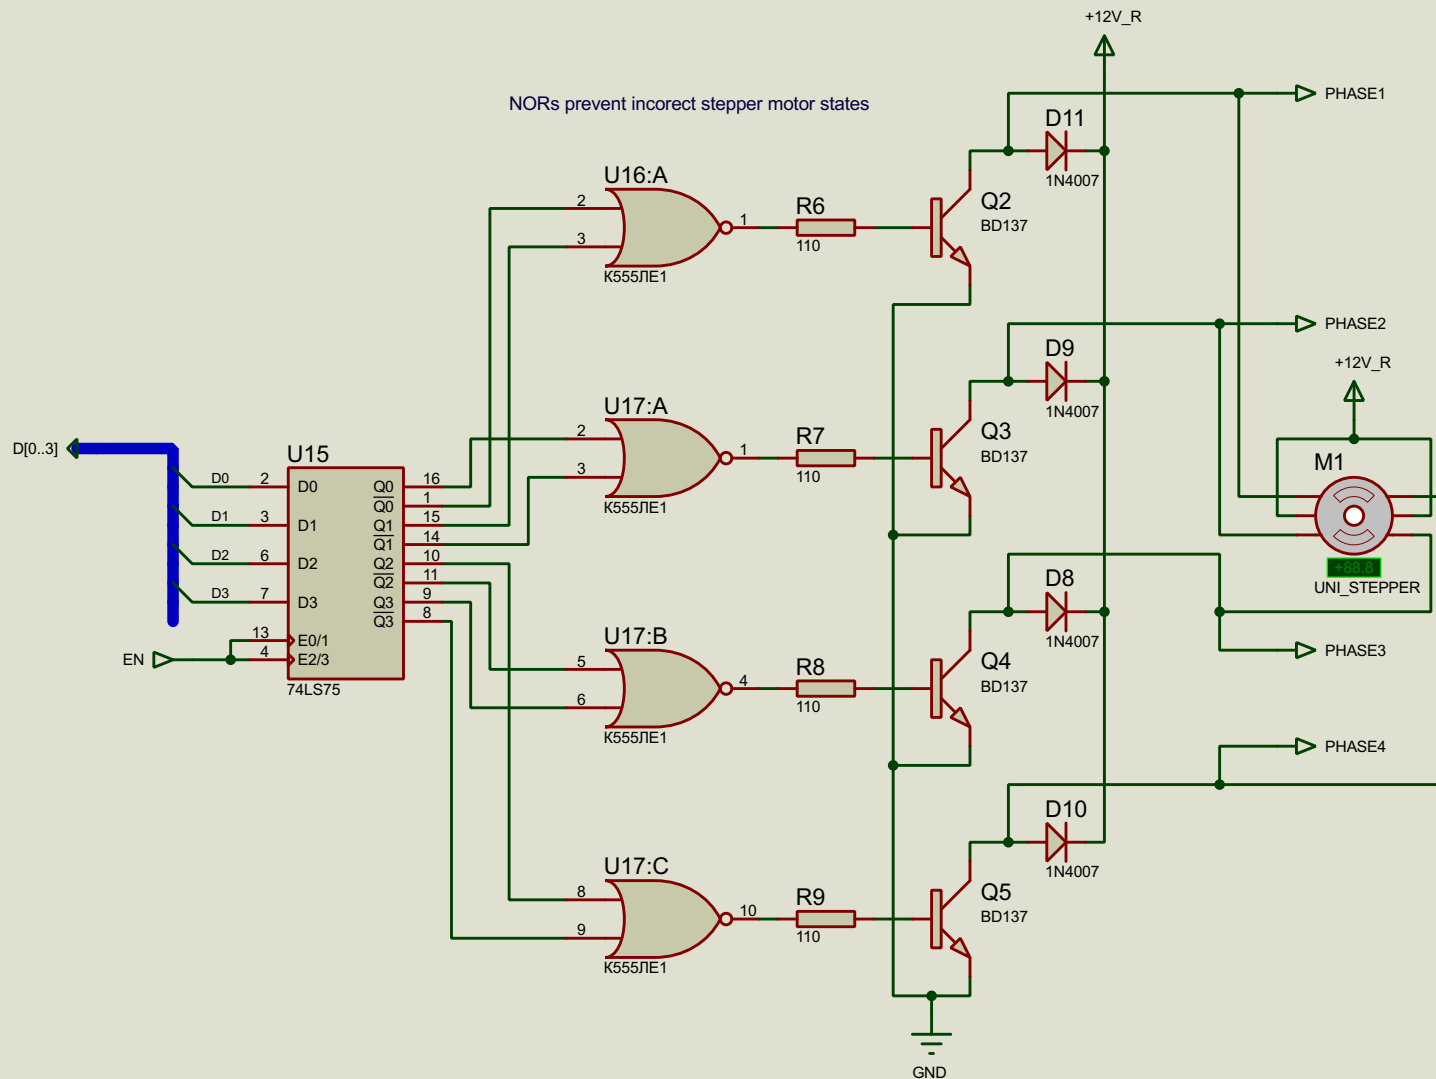 +12V_R
PHASE1
NORs prevent incorect stepper motor states
D11
1N4007
U16:A
2
3
1
К555ЛЕ1
R6
110
Q2
BD137
PHASE2
D9
1N4007
+12V_R
U17:A
2
3
1
К555ЛЕ1
R7
110
Q3
BD137
M1
+88.8
UNI_STEPPER
D[0..3]
U15
D0 2 D0 Q0 16
Q0 1
D1 3 D1 Q1 15
Q1 14
D2 6 D2 Q2 10
Q2 11
D3 7 D3 Q3 9
Q3 8
13 E0/1
EN 4 E2/3
74LS75
D8
1N4007
U17:B
5
6
4
К555ЛЕ1
R8
110
Q4
BD137
PHASE3
PHASE4
D10
1N4007
U17:C
8
9
10
К555ЛЕ1
R9
110
Q5
BD137
GND